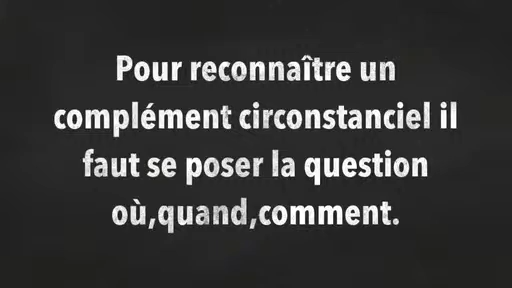 Pour reconnaître un
complément circonstanciel il
faut se poser la question
où,quand,comment.